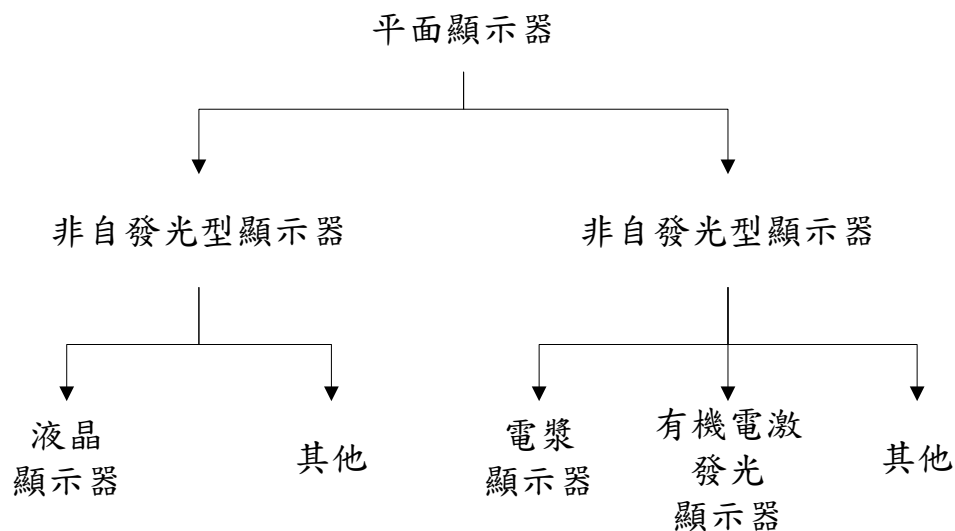 平面顯示器
非自發光型顯示器
非自發光型顯示器
液晶
顯示器
其他
電漿
顯示器
有機電激
發光
顯示器
其他